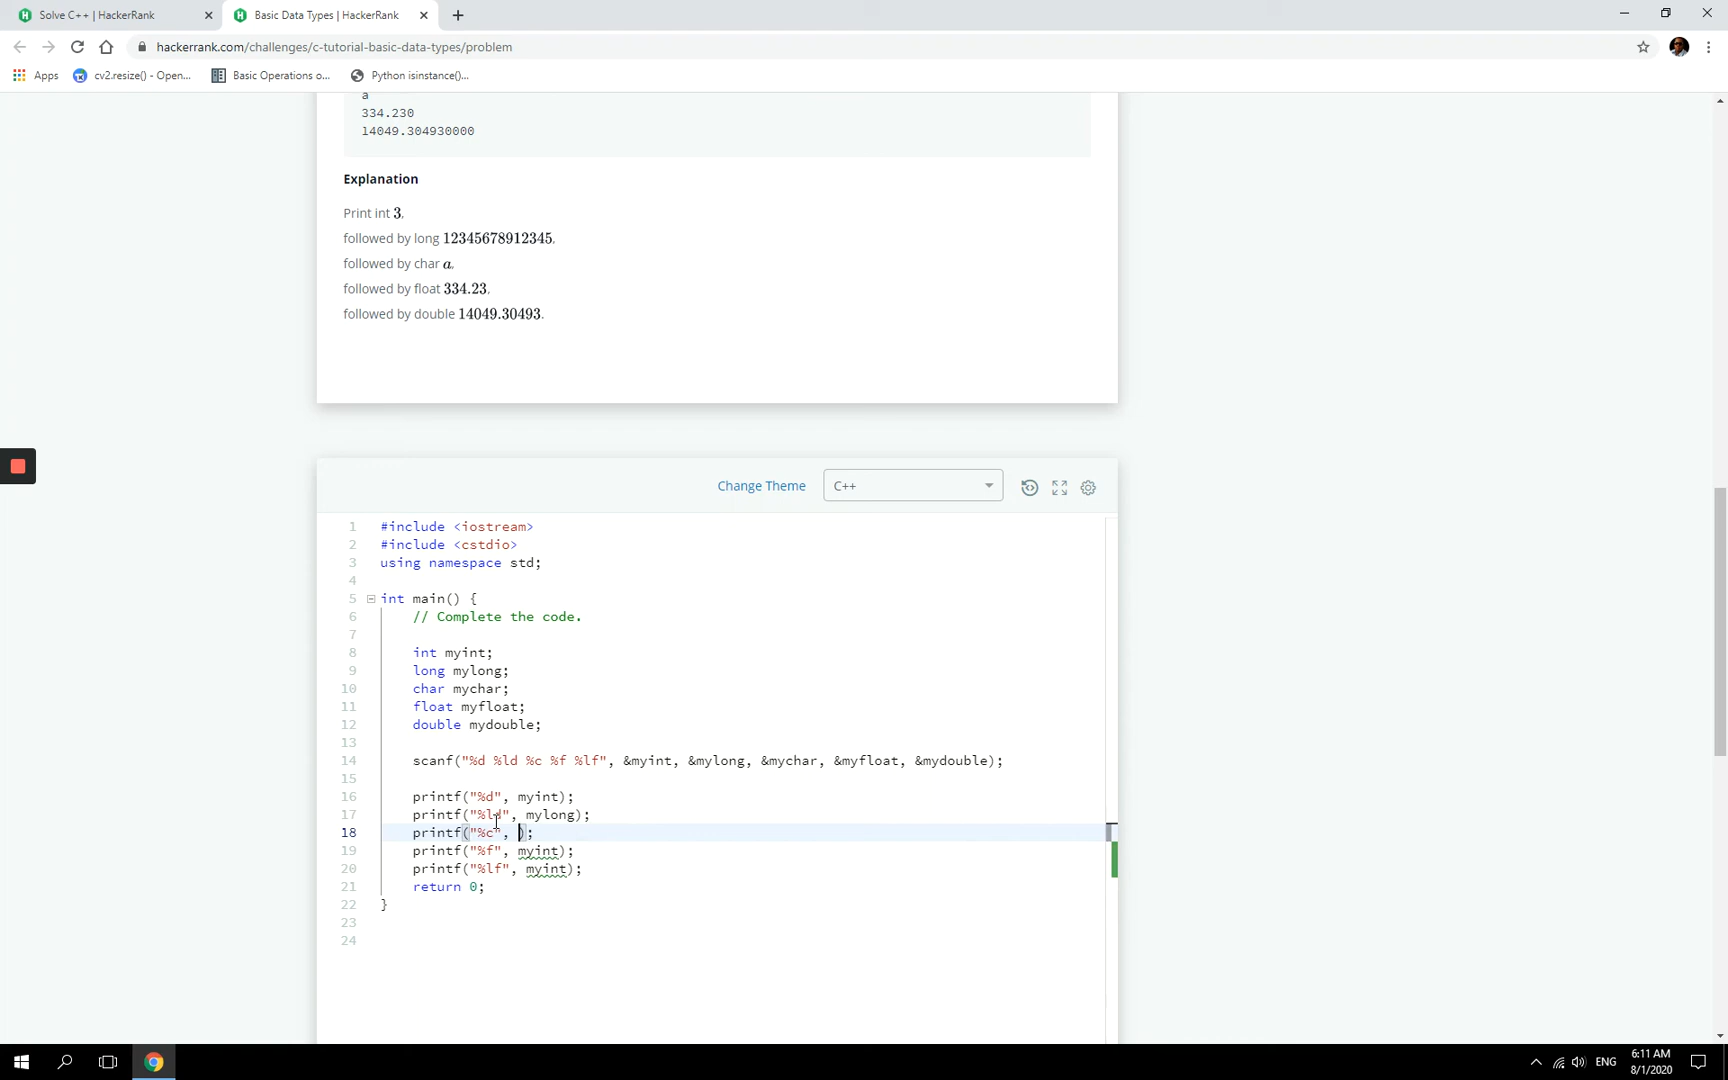 Solve C++ | HackerRank
Basic Data Types | HackerRank
hackerrank.com/challenges/c-tutorial-basic-data-types/problem
Apps
cv2.resize() - Open...
Basic Operations o...
Python isinstance()...
a
334.230
14049.304930000
Explanation
Print int 3,
followed by long 12345678912345,
followed by char a,
followed by float 334.23,
followed by double 14049.30493.
Change Theme
C++
1 #include <iostream>
2 #include <cstdio>
3 using namespace std;
4
5 int main() {
6 // Complete the code.
7
8 int myint;
9 long mylong;
10 char mychar;
11 float myfloat;
12 double mydouble;
13
14 scanf("%d %ld %c %f %lf", &myint, &mylong, &mychar, &myfloat, &mydouble);
15
16 printf("%d", myint);
17 printf("%ld", mylong);
18 printf("%c", );
19 printf("%f", myint);
20 printf("%lf", myint);
21 return 0;
22 }
23
24
ENG
6:11 AM
8/1/2020